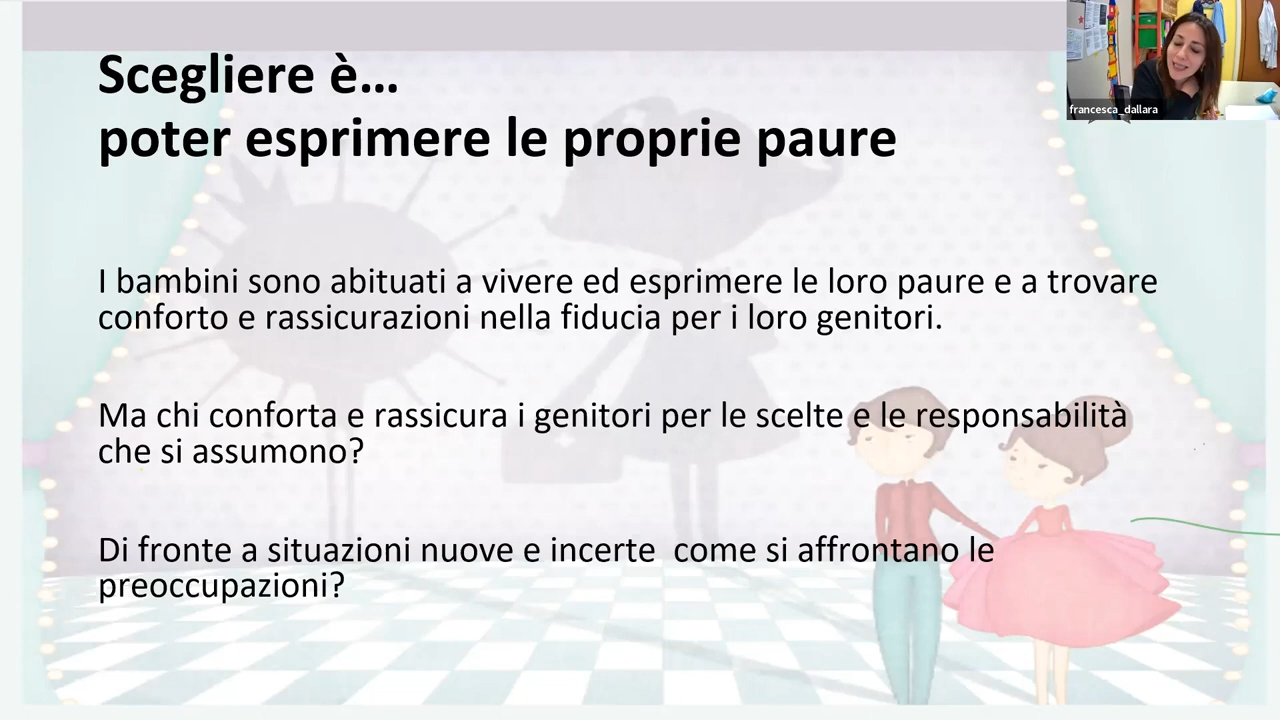 Scegliere è...
poter esprimere le proprie paure
francesca_dallara
I bambini sono abituati a vivere ed esprimere le loro paure e a trovare
conforto e rassicurazioni nella fiducia per i loro genitori.
Ma chi conforta e rassicura i genitori per le scelte e le responsabilità
che si assumono?
Di fronte a situazioni nuove e incerte  come si affrontano le
preoccupazioni?